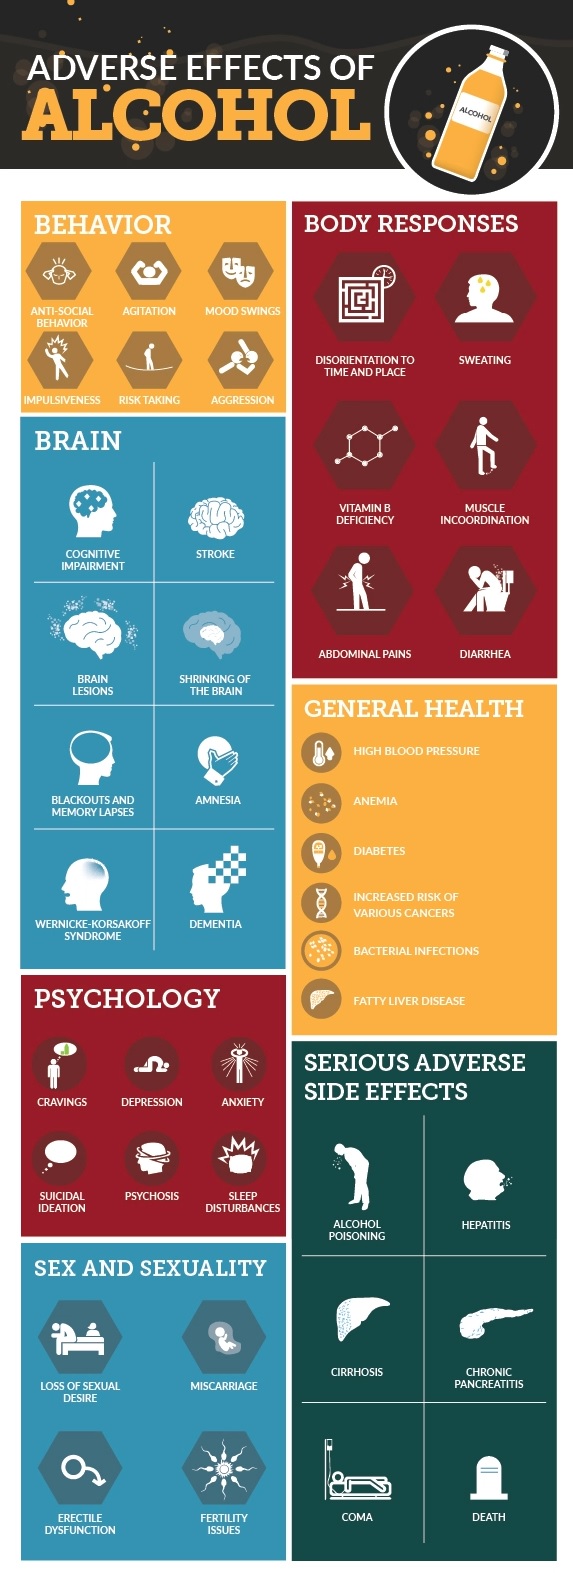 ADVERSE EFFECTS OF
ALCOHOL
ALCOHOL
BEHAVIOR
ANTI-SOCIAL
BEHAVIOR
AGITATION
MOOD SWINGS
IMPULSIVENESS
RISK TAKING
AGGRESSION
BRAIN
COGNITIVE
IMPAIRMENT
STROKE
BRAIN
LESIONS
SHRINKING OF
THE BRAIN
BLACKOUTS AND
MEMORY LAPSES
AMNESIA
WERNICKE-KORSAKOFF
SYNDROME
DEMENTIA
PSYCHOLOGY
CRAVINGS
DEPRESSION
ANXIETY
SUICIDAL
IDEATION
PSYCHOSIS
SLEEP
DISTURBANCES
SEX AND SEXUALITY
LOSS OF SEXUAL
DESIRE
MISCARRIAGE
ERECTILE
DYSFUNCTION
FERTILITY
ISSUES
BODY RESPONSES
DISORIENTATION TO
TIME AND PLACE
SWEATING
VITAMIN B
DEFICIENCY
MUSCLE
INCOORDINATION
ABDOMINAL PAINS
DIARRHEA
GENERAL HEALTH
HIGH BLOOD PRESSURE
ANEMIA
DIABETES
INCREASED RISK OF
VARIOUS CANCERS
BACTERIAL INFECTIONS
FATTY LIVER DISEASE
SERIOUS ADVERSE
SIDE EFFECTS
ALCOHOL
POISONING
HEPATITIS
CIRRHOSIS
CHRONIC
PANCREATITIS
COMA
DEATH